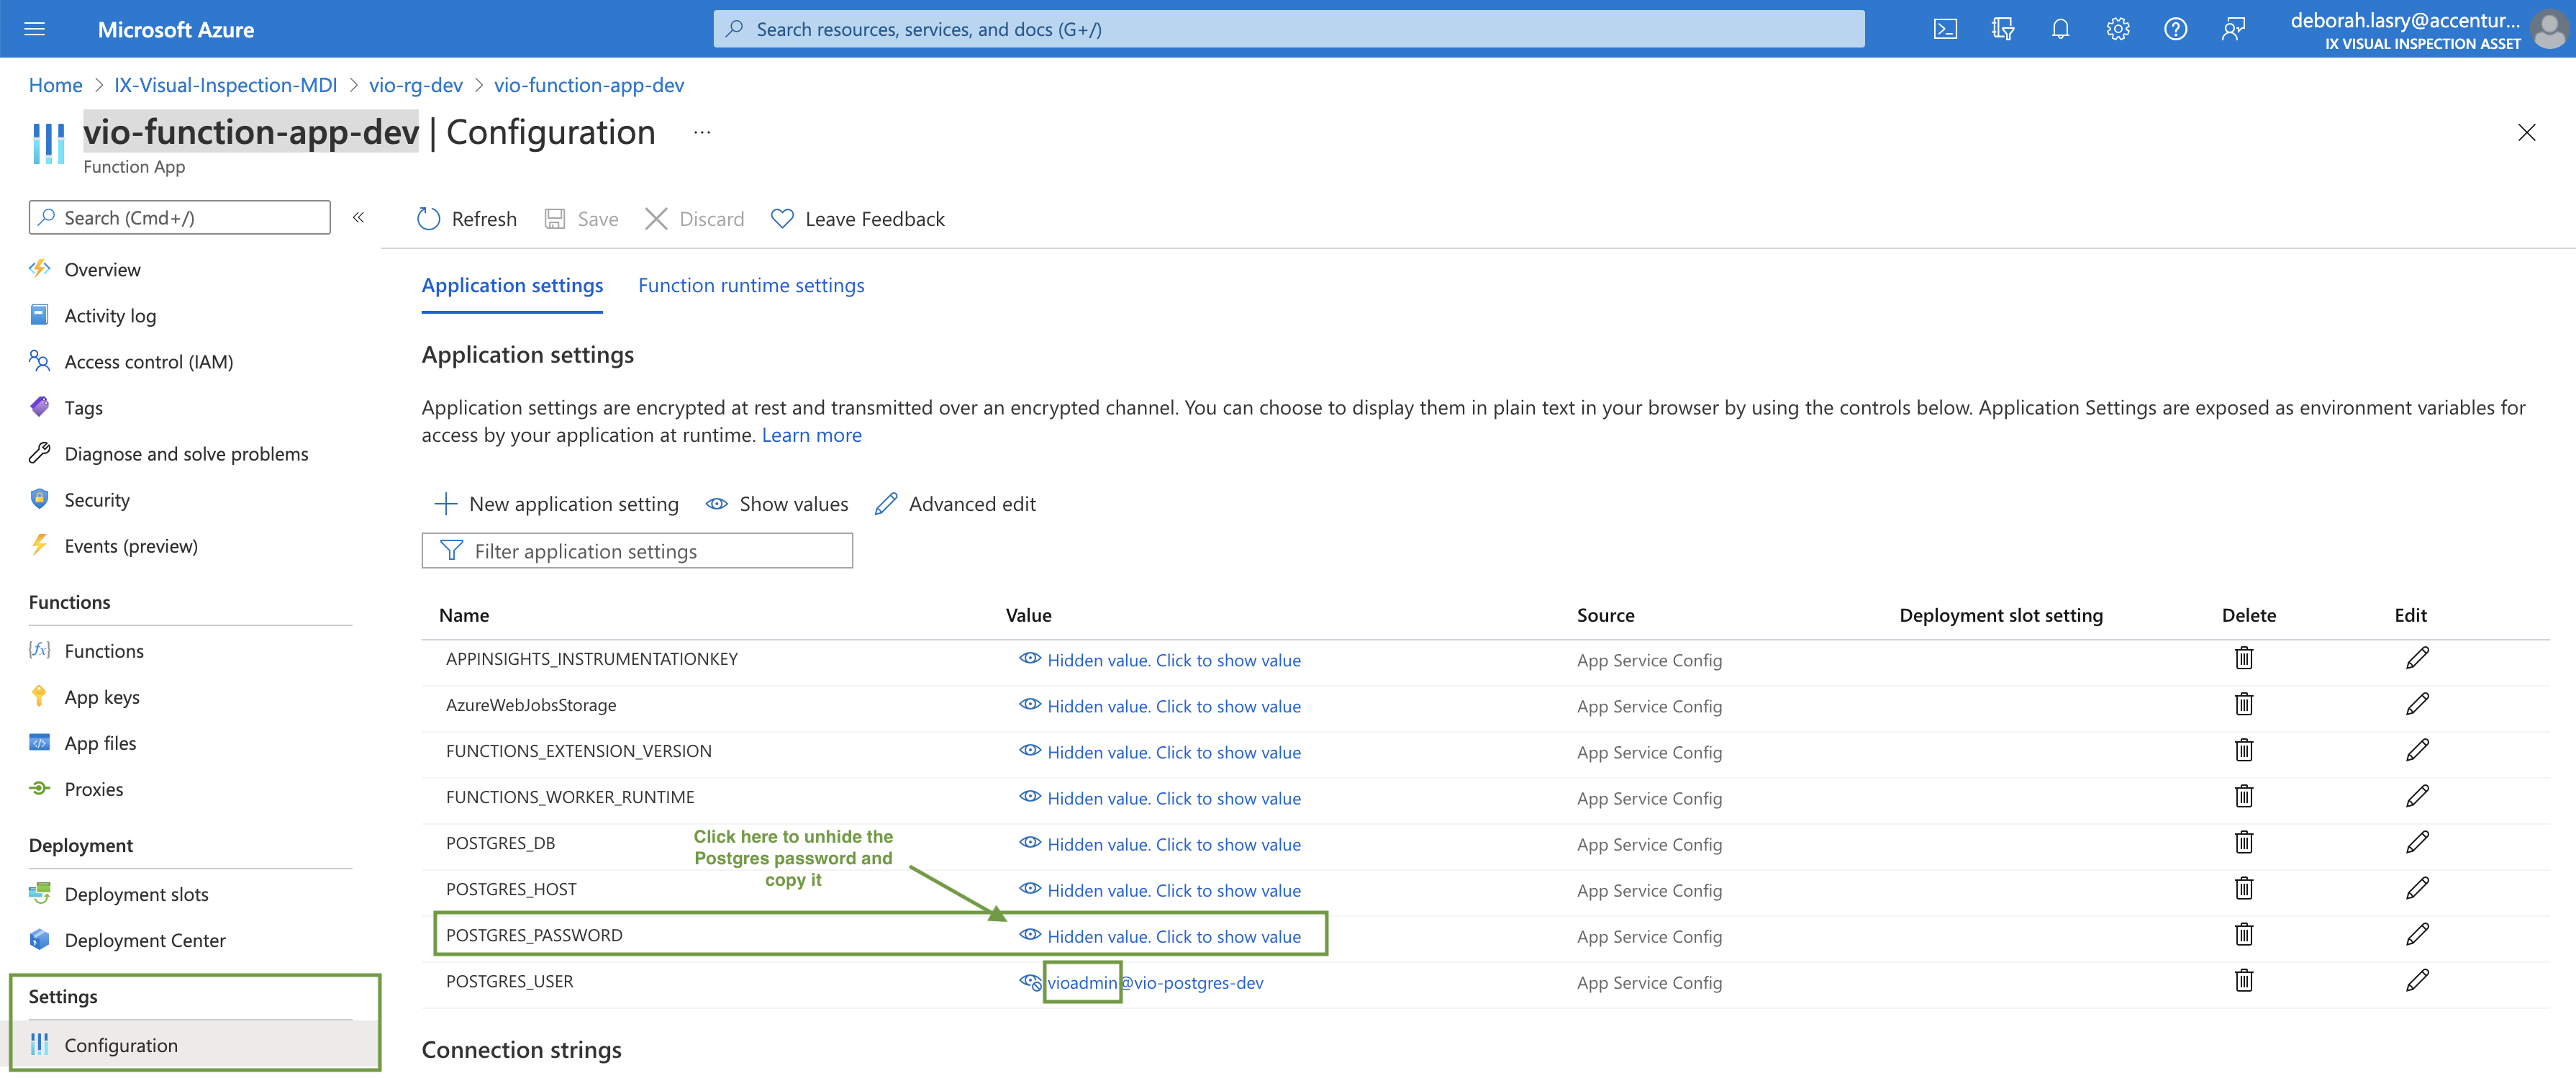 Microsoft Azure
Search resources, services, and docs (G+/)
deborah.lasry@accentur...
IX VISUAL INSPECTION ASSET
Home > IX-Visual-Inspection-MDI > vio-rg-dev > vio-function-app-dev
vio-function-app-dev | Configuration ...
Function App
Search (Cmd+/)
«
Refresh Save Discard Leave Feedback
Overview
Activity log
Access control (IAM)
Tags
Diagnose and solve problems
Security
Events (preview)
Functions
Functions
App keys
App files
Proxies
Deployment
Deployment slots
Deployment Center
Settings
Configuration
Application settings Function runtime settings
Application settings
Application settings are encrypted at rest and transmitted over an encrypted channel. You can choose to display them in plain text in your browser by using the controls below. Application Settings are exposed as environment variables for
access by your application at runtime. Learn more
New application setting Show values Advanced edit
Filter application settings
Name Value Source Deployment slot setting Delete Edit
APPINSIGHTS_INSTRUMENTATIONKEY Hidden value. Click to show value App Service Config
AzureWebJobsStorage Hidden value. Click to show value App Service Config
FUNCTIONS_EXTENSION_VERSION Hidden value. Click to show value App Service Config
FUNCTIONS_WORKER_RUNTIME Hidden value. Click to show value App Service Config
Click here to unhide the
Postgres password and
copy it
POSTGRES_DB Hidden value. Click to show value App Service Config
POSTGRES_HOST Hidden value. Click to show value App Service Config
POSTGRES_PASSWORD Hidden value. Click to show value App Service Config
POSTGRES_USER vioadmin@vio-postgres-dev App Service Config
Connection strings